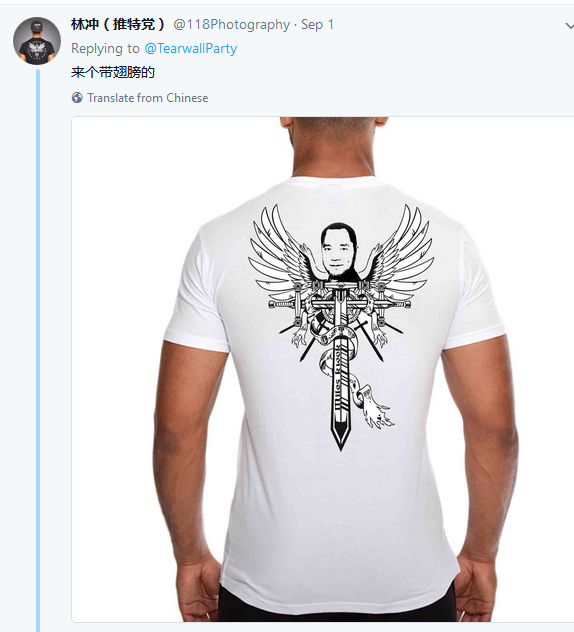 林冲（推特党） @118Photography · Sep 1
Replying to @TearwallParty
来个带翅膀的
Translate from Chinese